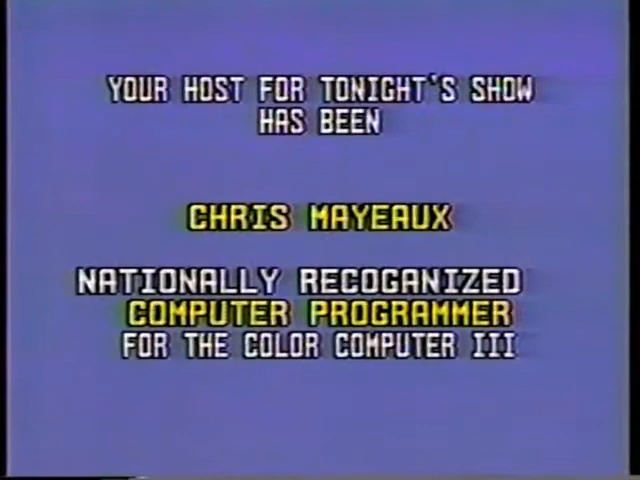 YOUR HOST FOR TONIGHT'S SHOW
HAS BEEN
CHRIS MAYEAUX
NATIONALLY RECOGANIZED
COMPUTER PROGRAMMER
FOR THE COLOR COMPUTER III